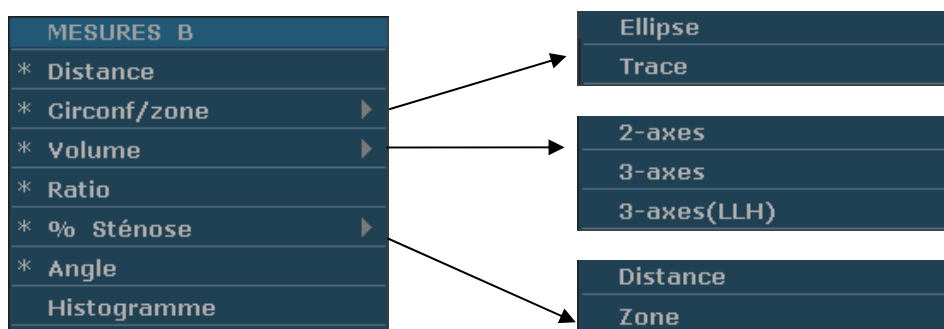 MESURES B
* Distance
* Circonf/zone
* Volume
* Ratio
* % Sténose
* Angle
Histogramme
Ellipse
Trace
2-axes
3-axes
3-axes(LLH)
Distance
Zone